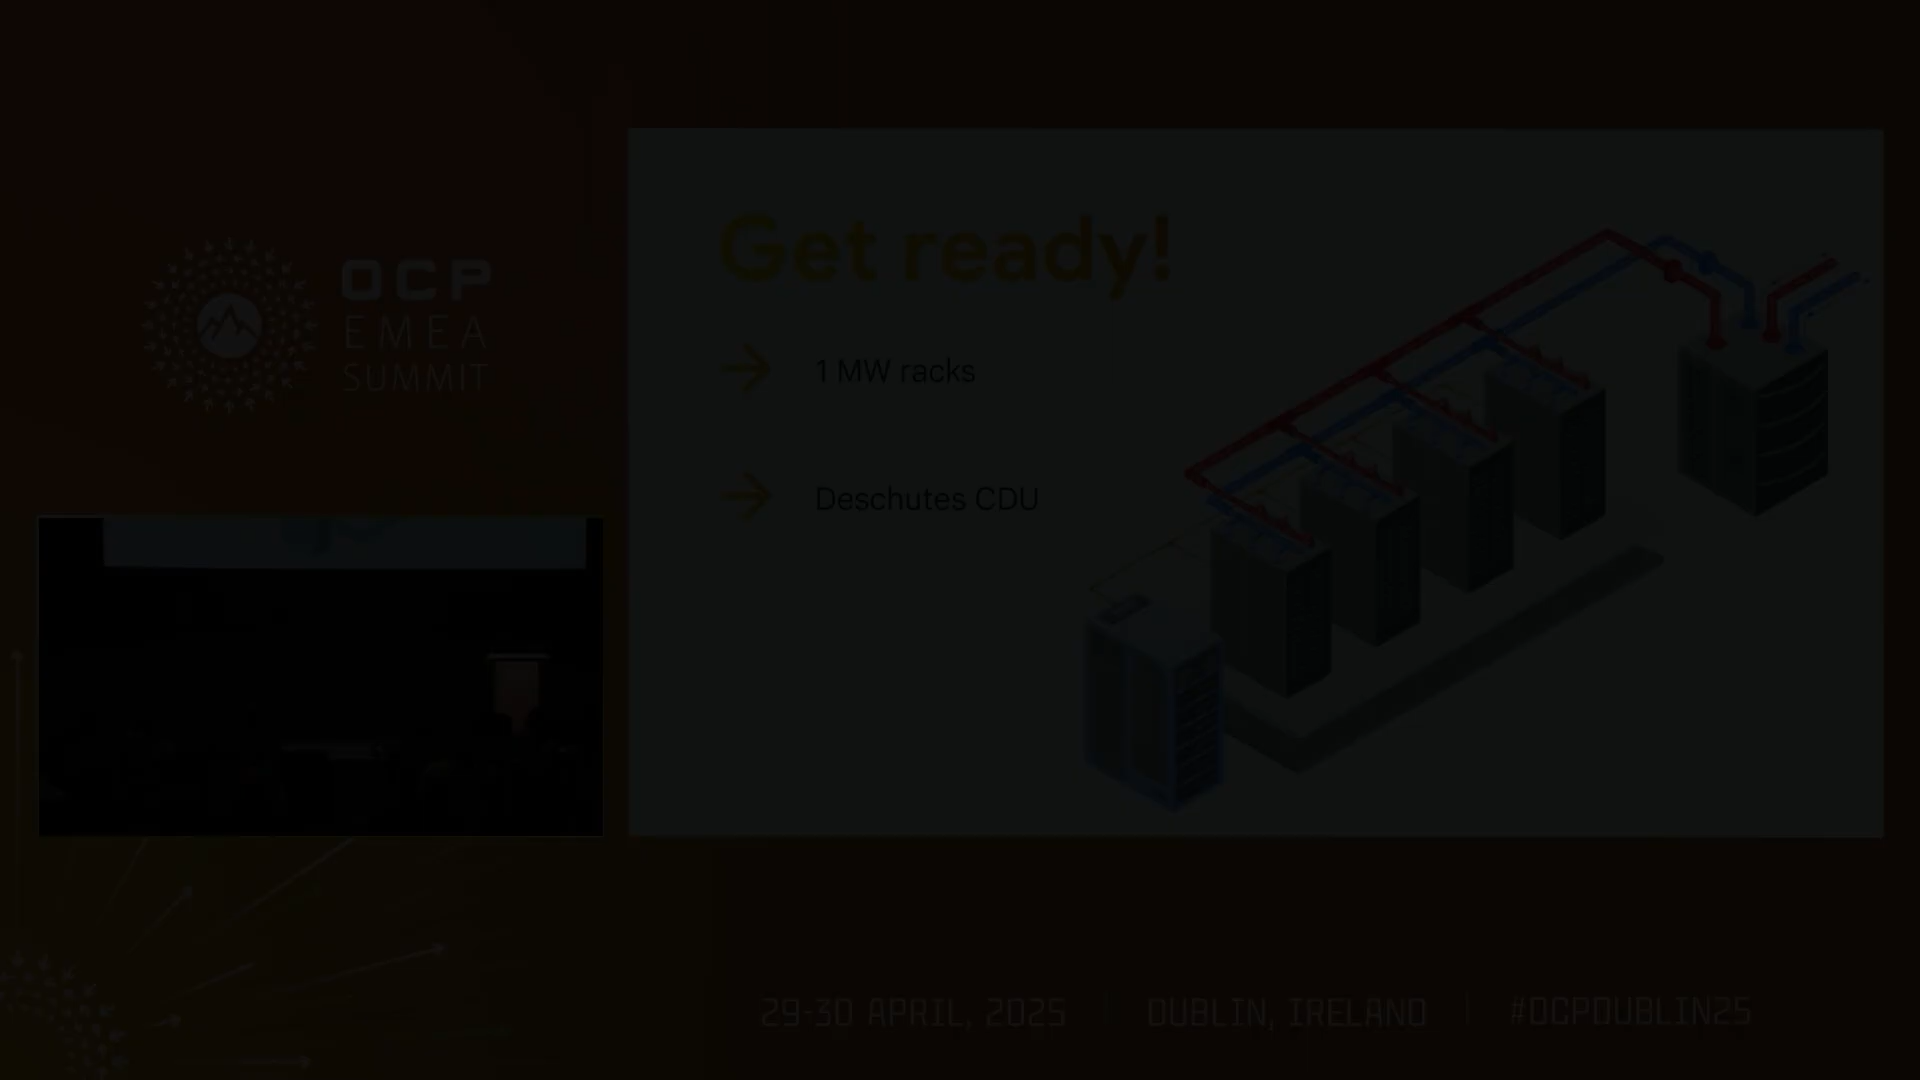 OCP
EMEA
SUMMIT
Get ready!
1 MW racks
Deschutes CDU
29-30 APRIL, 2025
DUBLIN, IRELAND
#OCPDUBLIN25